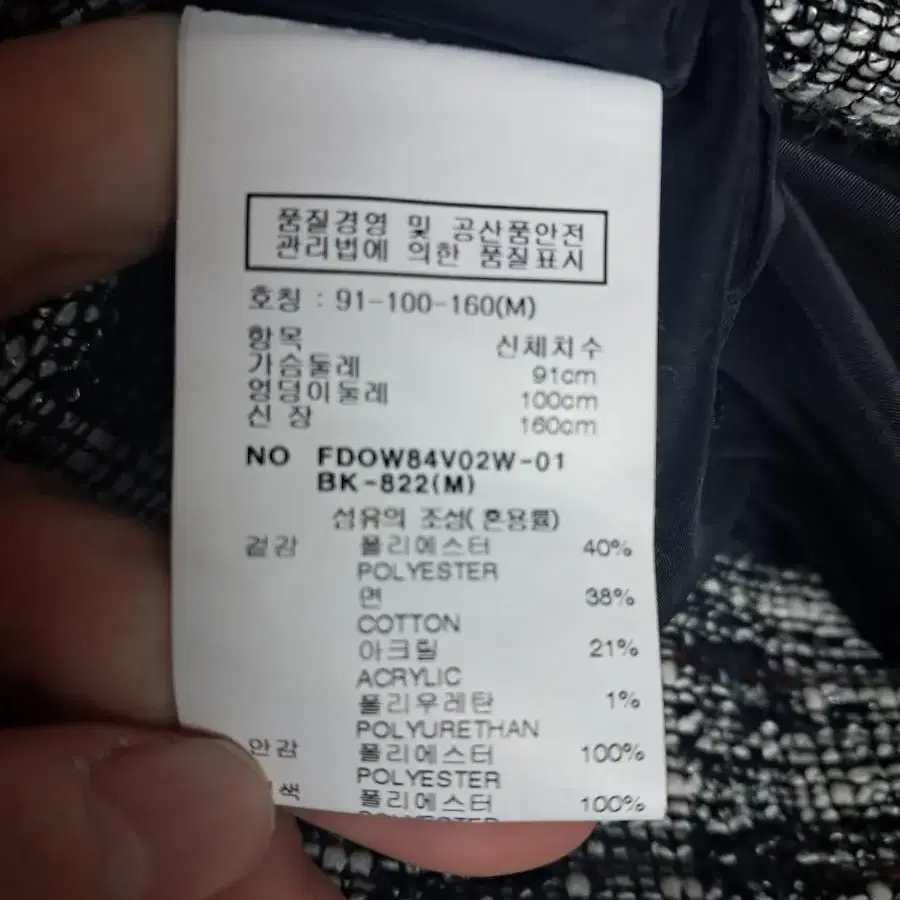 품질경영 및 공산품안전
관리법에 의한 품질표시
호칭 : 91-100-160(M)
항목 신체치수
가슴둘레 91cm
엉덩이둘레 100cm
신 장 160cm
NO FDOW84V02W-01
BK-822(M)
섬유의 조성(혼용률)
겉감 폴리에스터 40%
POLYESTER
면 38%
COTTON
아크릴 21%
ACRYLIC
폴리우레탄 1%
POLYURETHAN
안감 폴리에스터 100%
POLYESTER
색 폴리에스터 100%